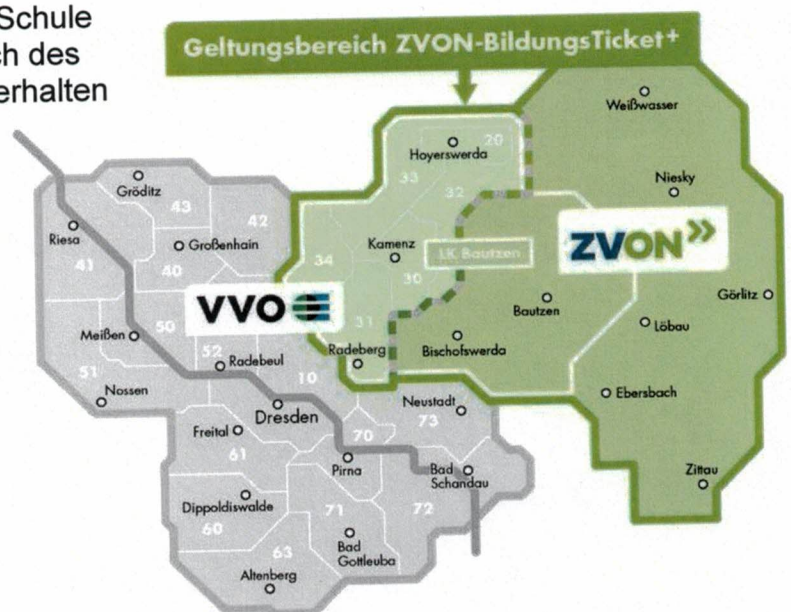 Schule
ch des
erhalten
Geltungsbereich ZVON-BildungsTicket+
Weißwasser
20
Hoyerswerda
Gröditz
33
Niesky
43
32
42
Riesa
Großenhain
Kamenz
LK Bautzen
ZVON
34
41
40
30
Görlitz
VVO
Bautzen
31
50
Löbau
Meißen
Radeberg
Bischofswerda
52
Radebeul
51
10
Nossen
Ebersbach
Neustadt
Dresden
73
Freital
70
61
Pirna
Bad
Schandau
Zittau
Dippoldiswalde
71
72
60
Bad
Gottleuba
63
Altenberg